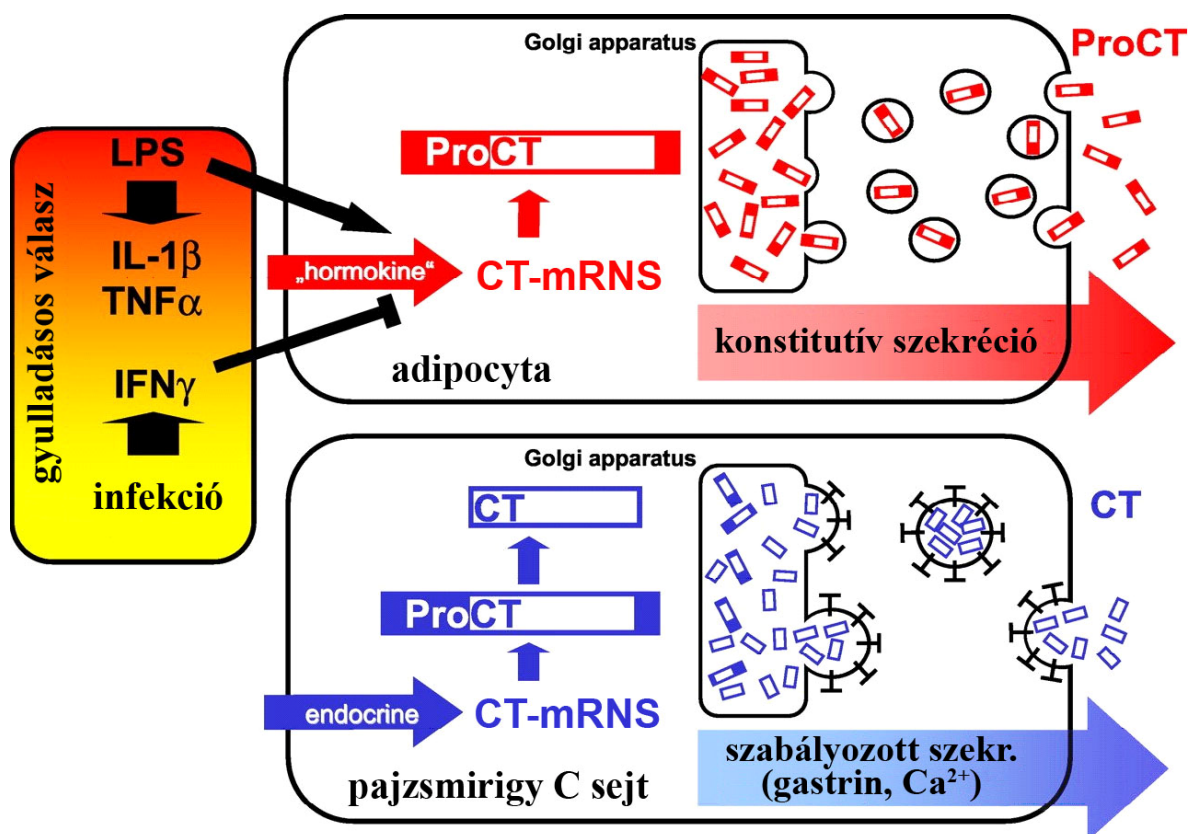 gyulladásos válasz
LPS
IL-1β
TNFα
IFNγ
infekció
Golgi apparatus
ProCT
ProCT
„hormokine“
CT-mRNS
adipocyta
konstitutív szekréció
Golgi apparatus
CT
CT
ProCT
endocrine
CT-mRNS
pajzsmirigy C sejt
szabályozott szekr.
(gastrin, Ca²⁺)